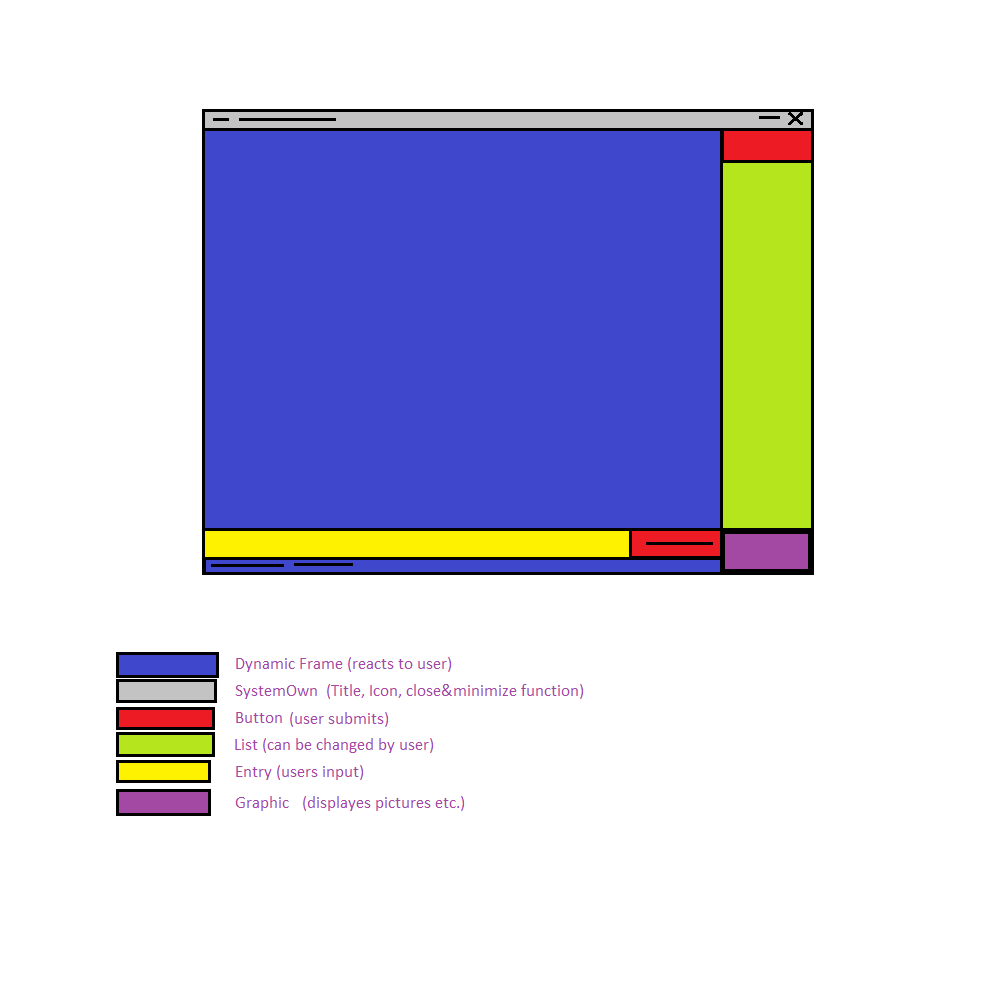 Dynamic Frame (reacts to user)
SystemOwn (Title, Icon, close&minimize function)
Button (user submits)
List (can be changed by user)
Entry (users input)
Graphic (displayes pictures etc.)